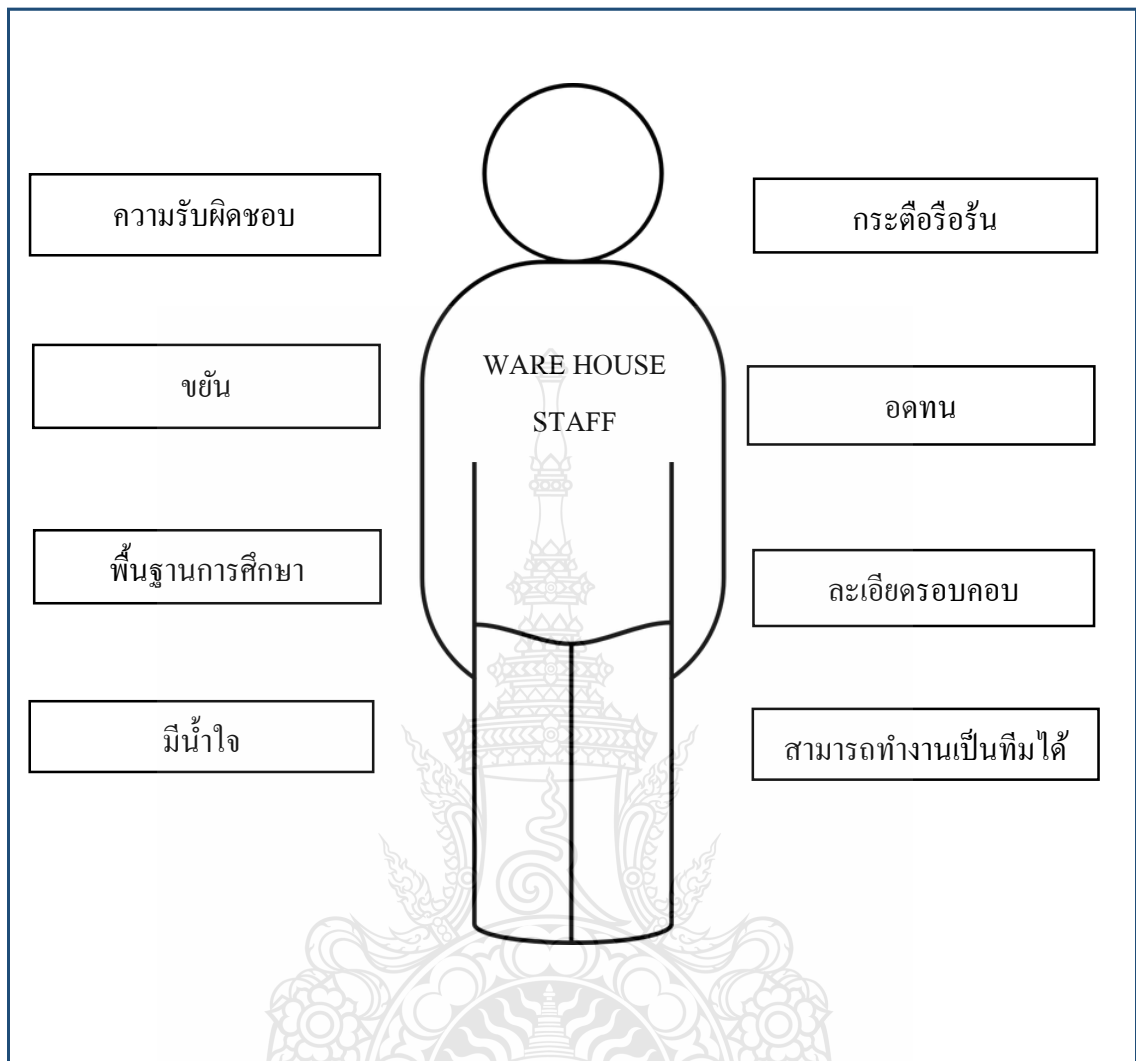 ความรับผิดชอบ
กระตือรือร้น
WARE HOUSE
STAFF
ขยัน
อดทน
พื้นฐานการศึกษา
ละเอียดรอบคอบ
มีน้ำใจ
สามารถทำงานเป็นทีมได้